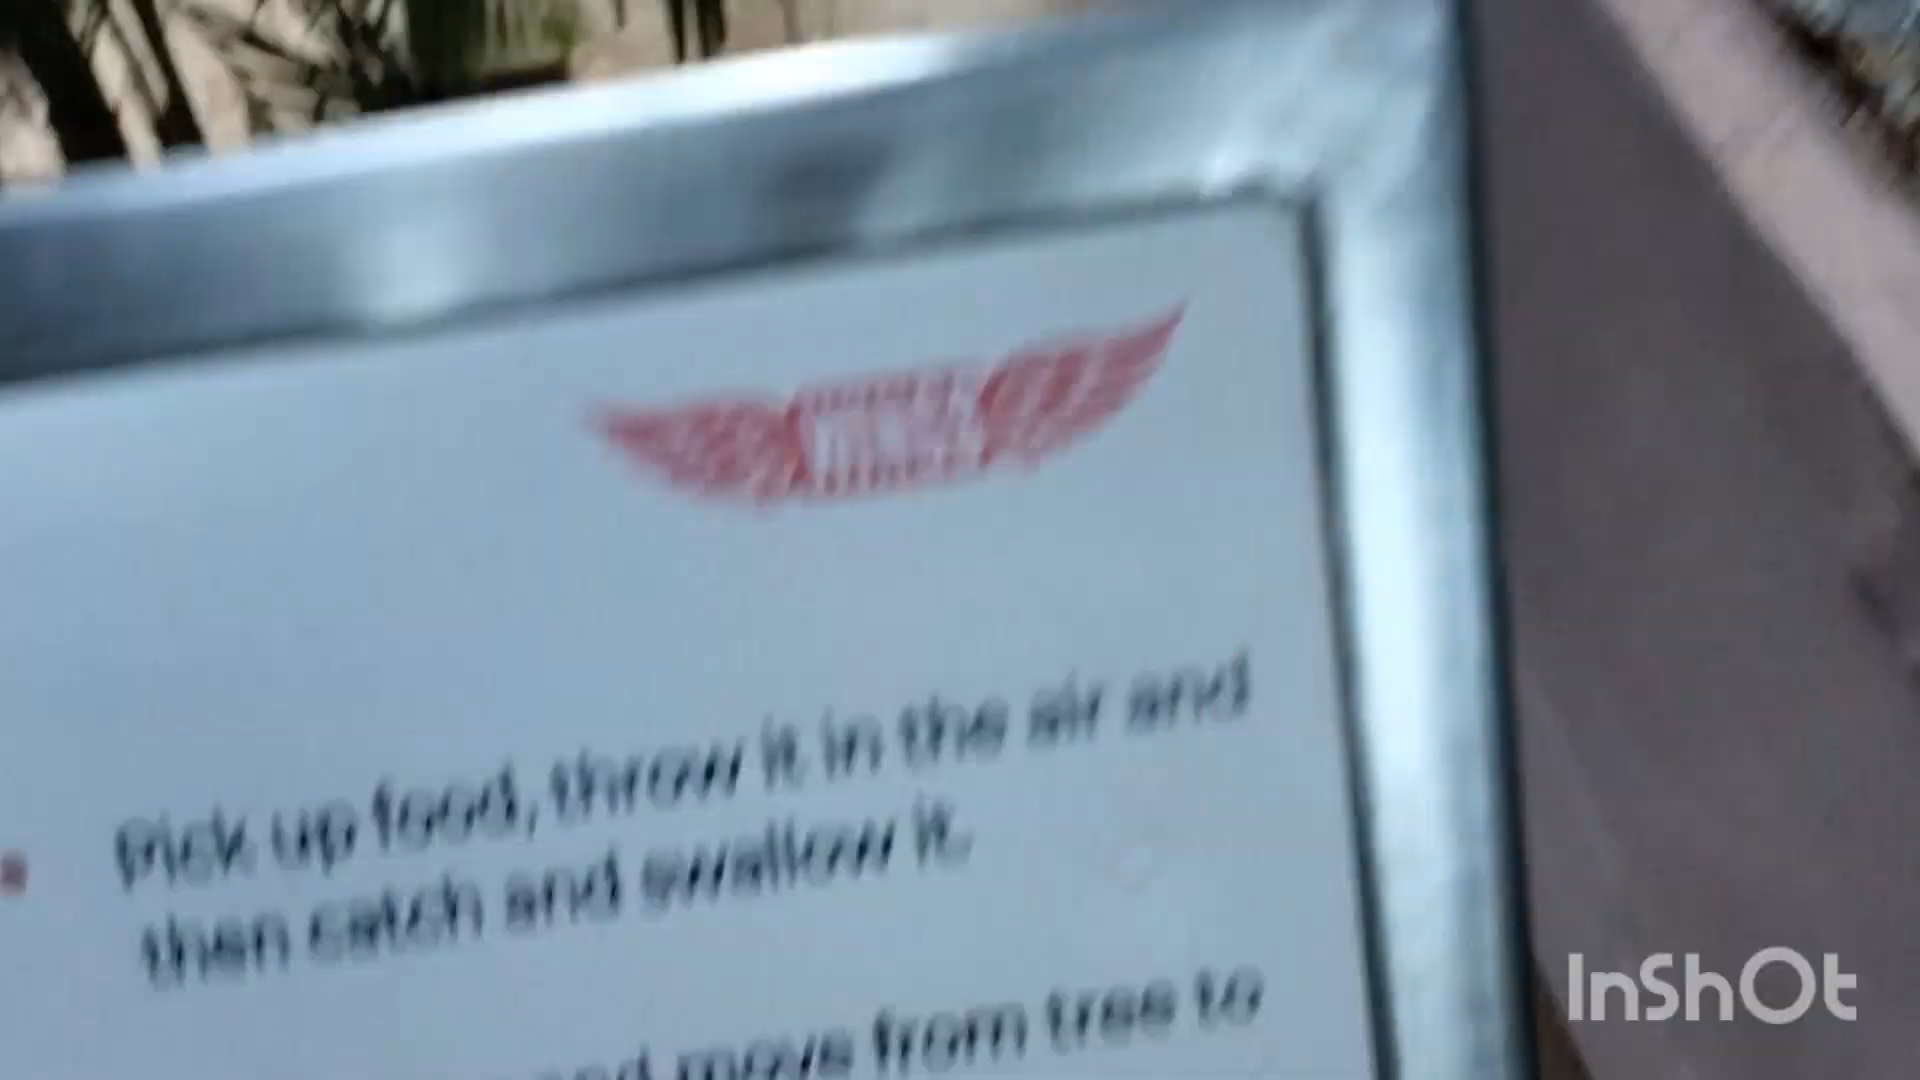 Pick up food, throw it in the air and
then catch and swallow it.
and move from tree to
InShOt